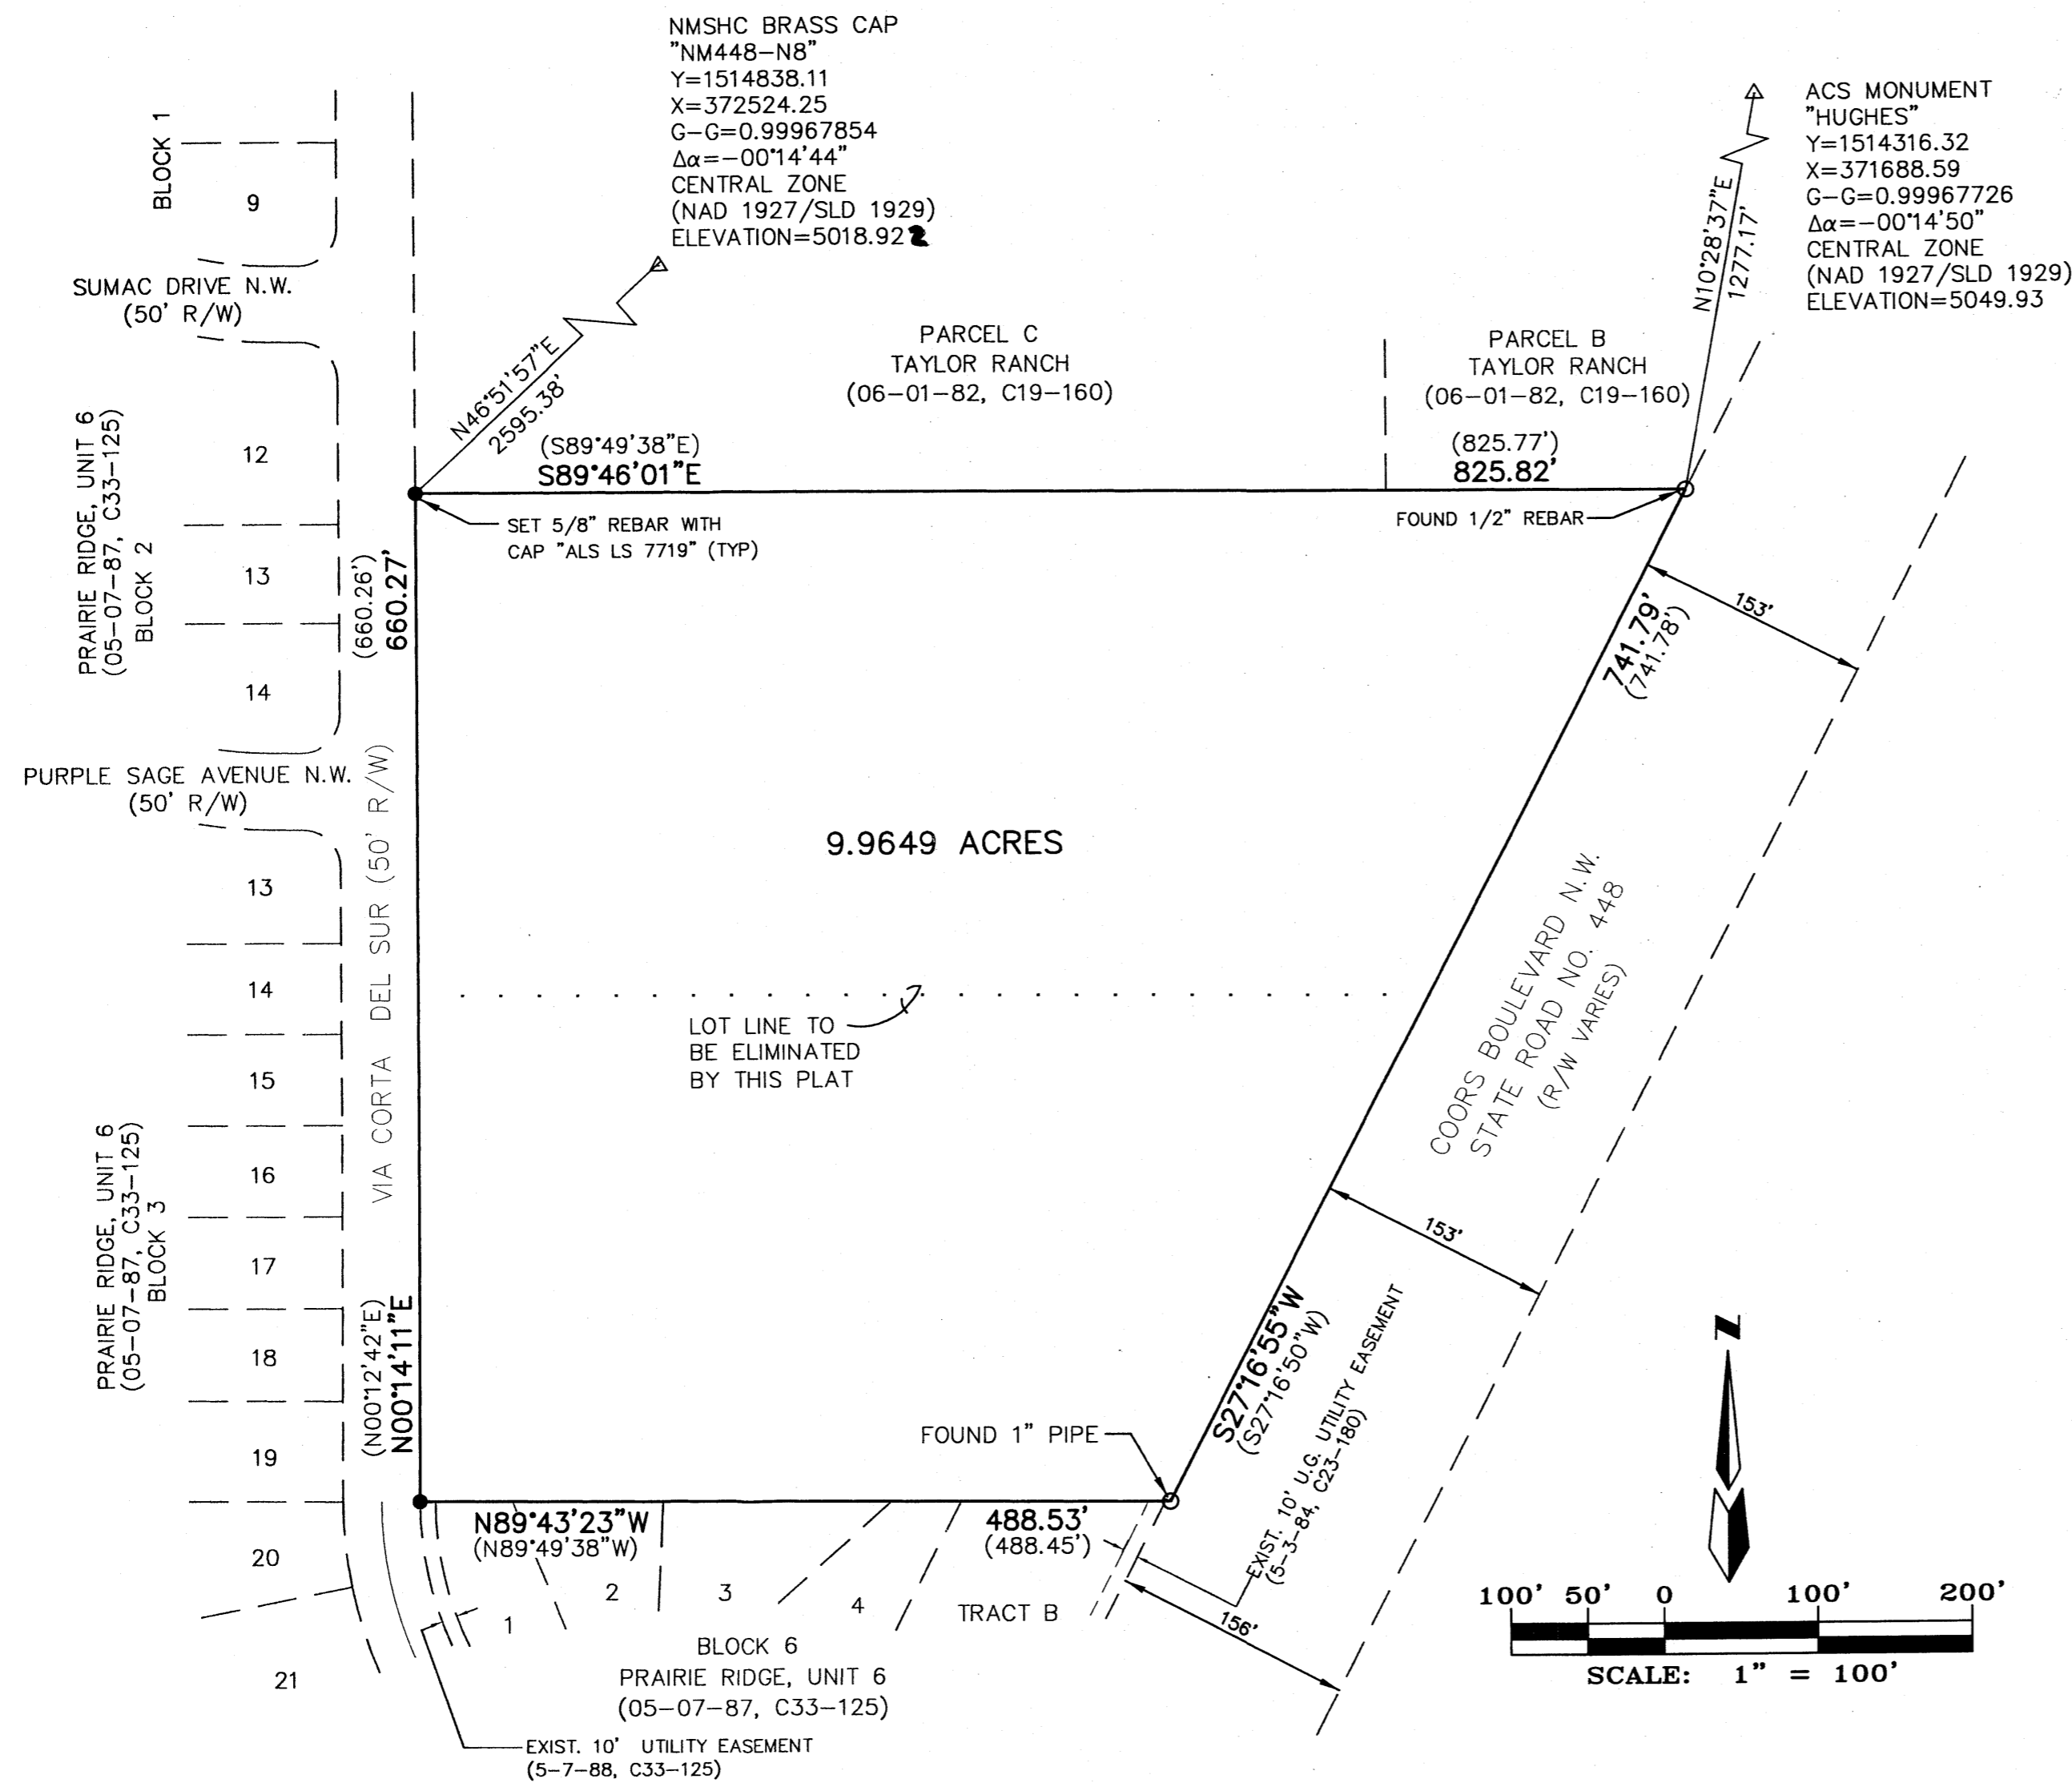 NMSHC BRASS CAP
"NM448-N8"
Y=1514838.11
X=372524.25
G-G=0.99967854
Δα=-00°14'44"
CENTRAL ZONE
(NAD 1927/SLD 1929)
ELEVATION=5018.922
ACS MONUMENT
"HUGHES"
Y=1514316.32
X=371688.59
G-G=0.99967726
Δα=-00°14'50"
CENTRAL ZONE
(NAD 1927/SLD 1929)
ELEVATION=5049.93
N10°28'37"E
1277.17'
BLOCK 1
9
SUMAC DRIVE N.W.
(50' R/W)
N46°51'57"E
2595.38'
PARCEL C
TAYLOR RANCH
(06-01-82, C19-160)
PARCEL B
TAYLOR RANCH
(06-01-82, C19-160)
(S89°49'38"E)
S89°46'01"E
(825.77')
825.82'
SET 5/8" REBAR WITH
CAP "ALS LS 7719" (TYP)
FOUND 1/2" REBAR
PRAIRIE RIDGE, UNIT 6
(05-07-87, C33-125)
BLOCK 2
12
13
14
(660.26')
660.27'
153'
741.79'
(741.78')
PURPLE SAGE AVENUE N.W.
(50' R/W)
VIA CORTA DEL SUR (50' R/W)
9.9649 ACRES
COORS BOULEVARD N.W.
STATE ROAD NO. 448
(R/W VARIES)
LOT LINE TO
BE ELIMINATED
BY THIS PLAT
PRAIRIE RIDGE, UNIT 6
(05-07-87, C33-125)
BLOCK 3
13
14
15
16
17
18
19
20
21
(N00°12'42"E)
N00°14'11"E
153'
S27°16'55"W
(S27°16'50"W)
EXIST. 10' U.G. UTILITY EASEMENT
(5-3-84, C23-180)
FOUND 1" PIPE
N89°43'23"W
(N89°49'38"W)
488.53'
(488.45')
1
2
3
4
TRACT B
156'
BLOCK 6
PRAIRIE RIDGE, UNIT 6
(05-07-87, C33-125)
EXIST. 10' UTILITY EASEMENT
(5-7-88, C33-125)
N
100' 50' 0 100' 200'
SCALE: 1" = 100'